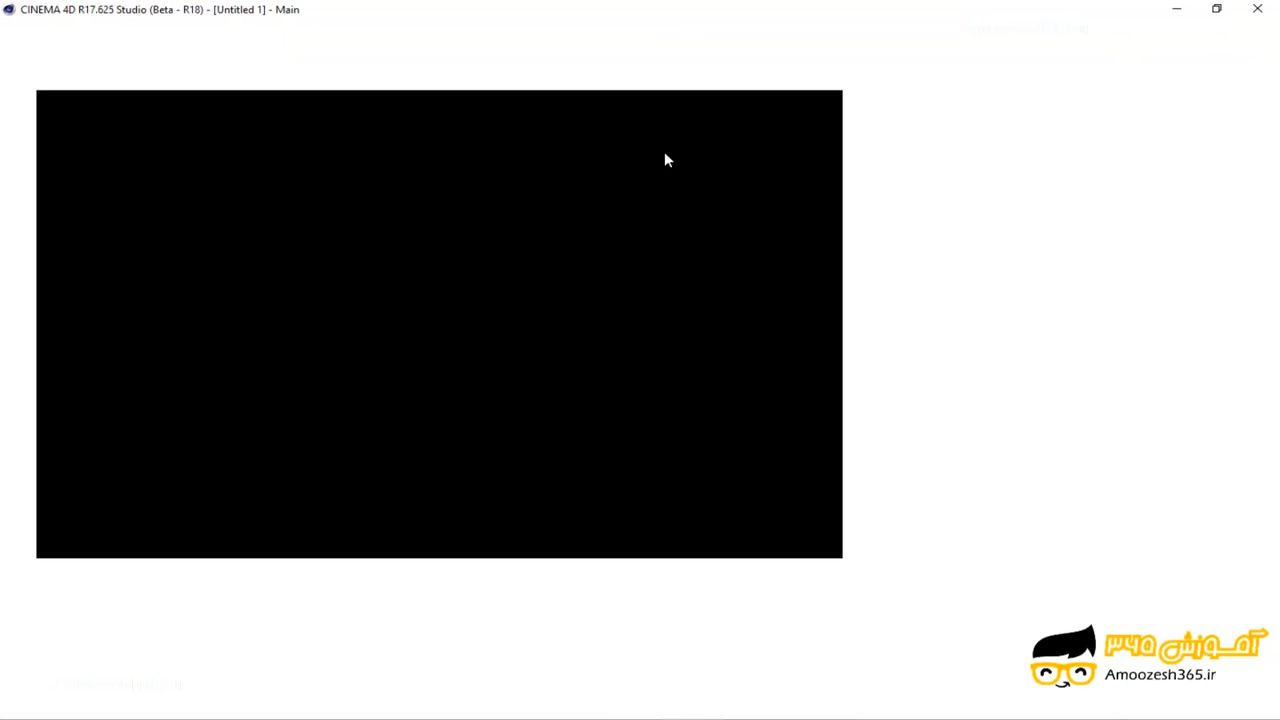 CINEMA 4D R17.625 Studio (Beta - R18) - [Untitled 1] - Main
آمـوزش ۳۶۵
Amoozesh365.ir